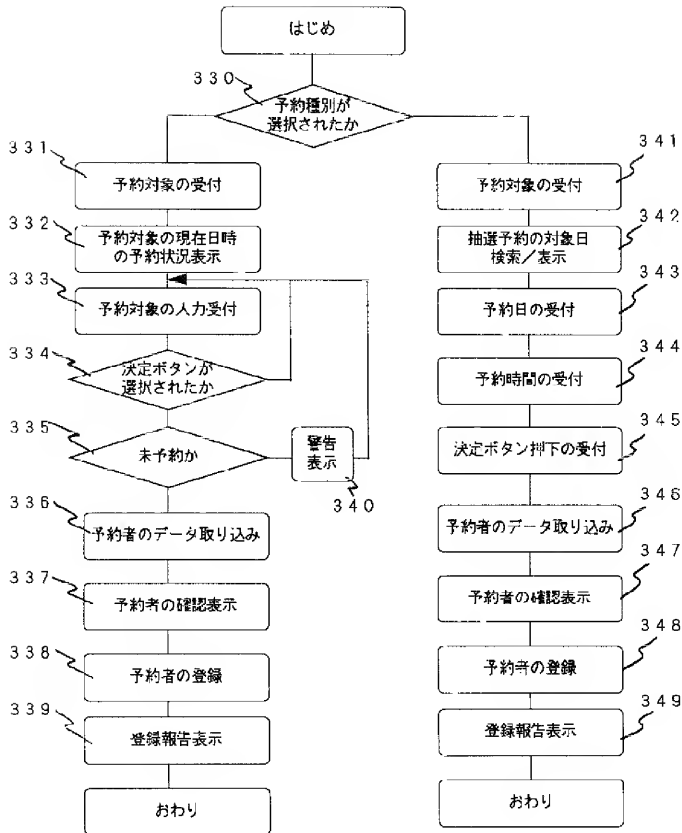 はじめ
330
予約種別が
選択されたか
331
予約対象の受付
332
予約対象の現在日時
の予約状況表示
333
予約対象の入力受付
334
決定ボタンが
選択されたか
335
未予約か
警告
表示
340
336
予約者のデータ取り込み
337
予約者の確認表示
338
予約者の登録
339
登録報告表示
おわり
341
予約対象の受付
342
抽選予約の対象日
検索／表示
343
予約日の受付
344
予約時間の受付
345
決定ボタン押下の受付
346
予約者のデータ取り込み
347
予約者の確認表示
348
予約者の登録
349
登録報告表示
おわり